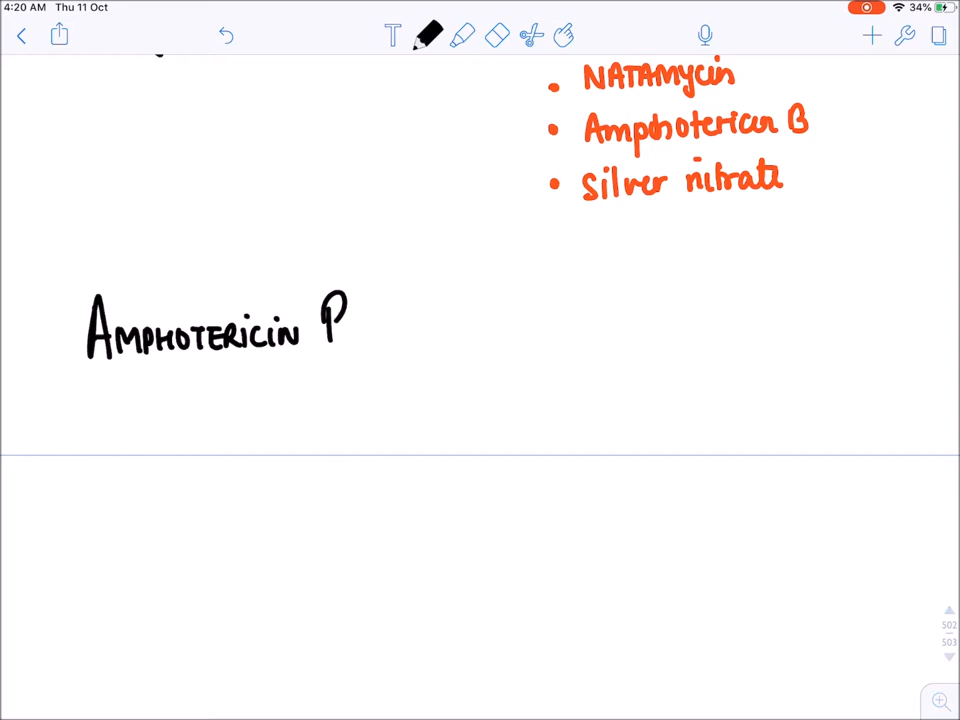 4:20 AM Thu 11 Oct
34%
T
• NATAMYcin
• Amphotericin B
• Silver nitrate
AMPHOTERICIN P
502
503